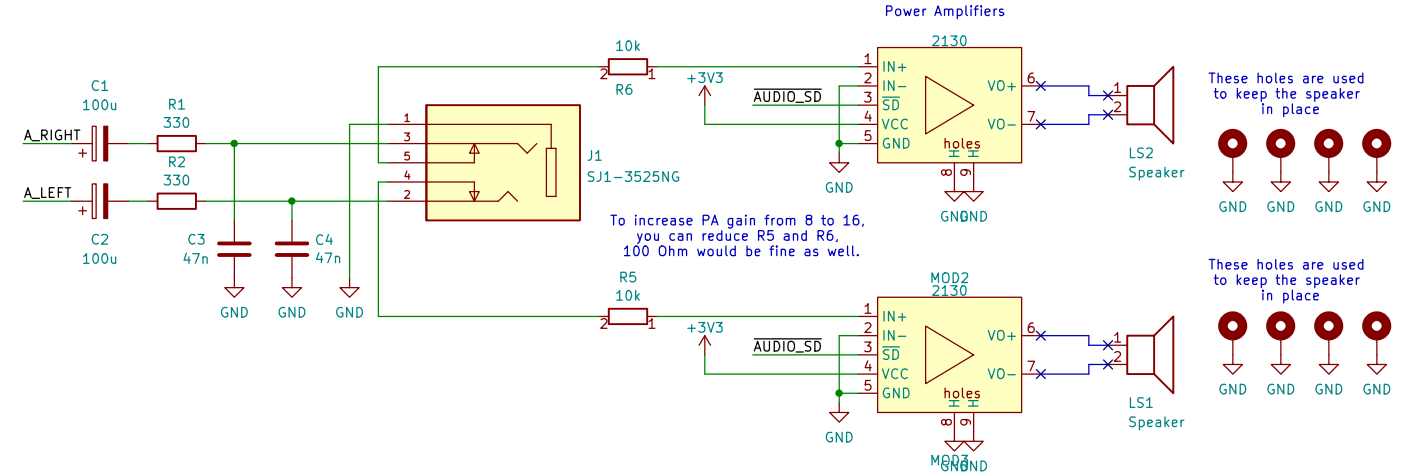 Power Amplifiers
C1
100u
A_RIGHT
+
R1
330
R2
330
A_LEFT
+
C2
100u
C3
47n
GND
C4
47n
GND
GND
1
3
5
4
2
J1
SJ1-3525NG
10k
2
1
R6
+3V3
AUDIO_SD
GND
2130
1
2
3
4
5
IN+
IN-
SD
VCC
GND
VO+
VO-
holes
H
H
6
7
8
9
GND
GND
1
2
LS2
Speaker
These holes are used
to keep the speaker
in place
GND
GND
GND
GND
To increase PA gain from 8 to 16,
you can reduce R5 and R6,
100 Ohm would be fine as well.
R5
10k
2
1
+3V3
AUDIO_SD
GND
MOD2
2130
1
2
3
4
5
IN+
IN-
SD
VCC
GND
VO+
VO-
holes
H
H
6
7
8
9
MOD3
GND
GND
1
2
LS1
Speaker
These holes are used
to keep the speaker
in place
GND
GND
GND
GND